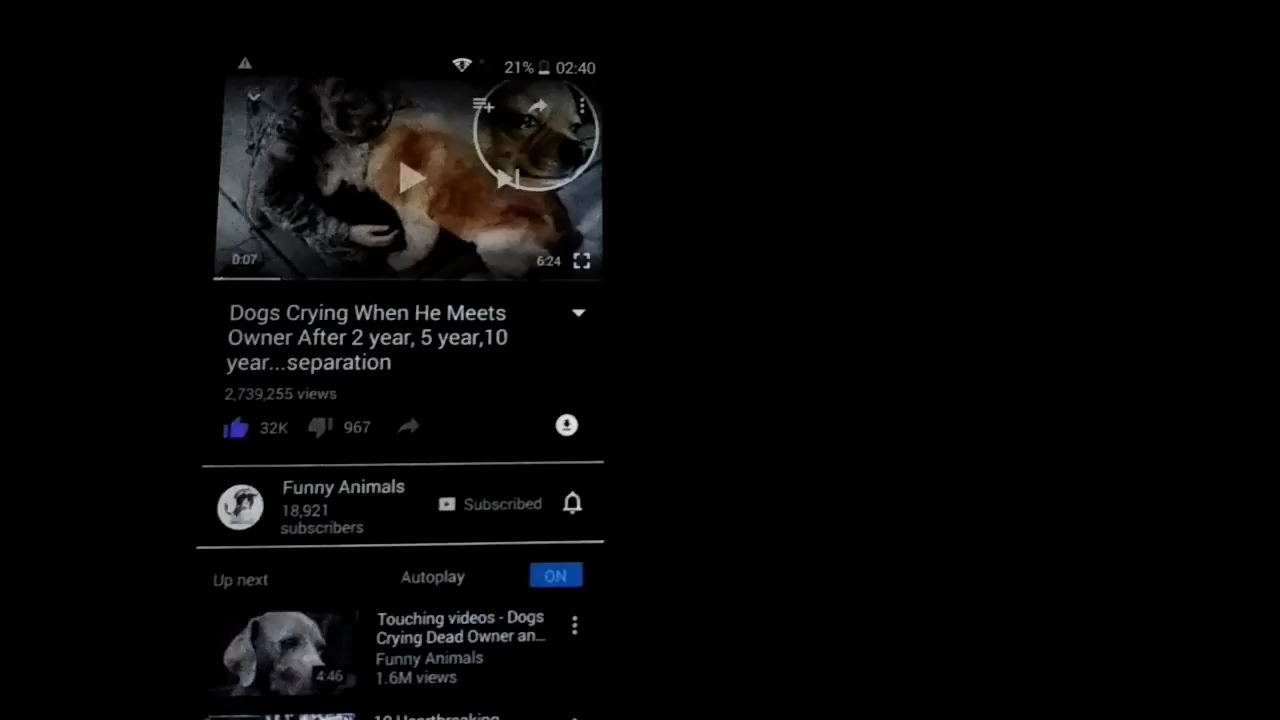 21% 02:40
0:07 6:24
Dogs Crying When He Meets
Owner After 2 year, 5 year,10
year...separation
2,739,255 views
32K 967
Funny Animals
18,921
subscribers
Subscribed
Up next Autoplay ON
Touching videos - Dogs
Crying Dead Owner an...
Funny Animals
1.6M views
4:46
10 Heartbreaking